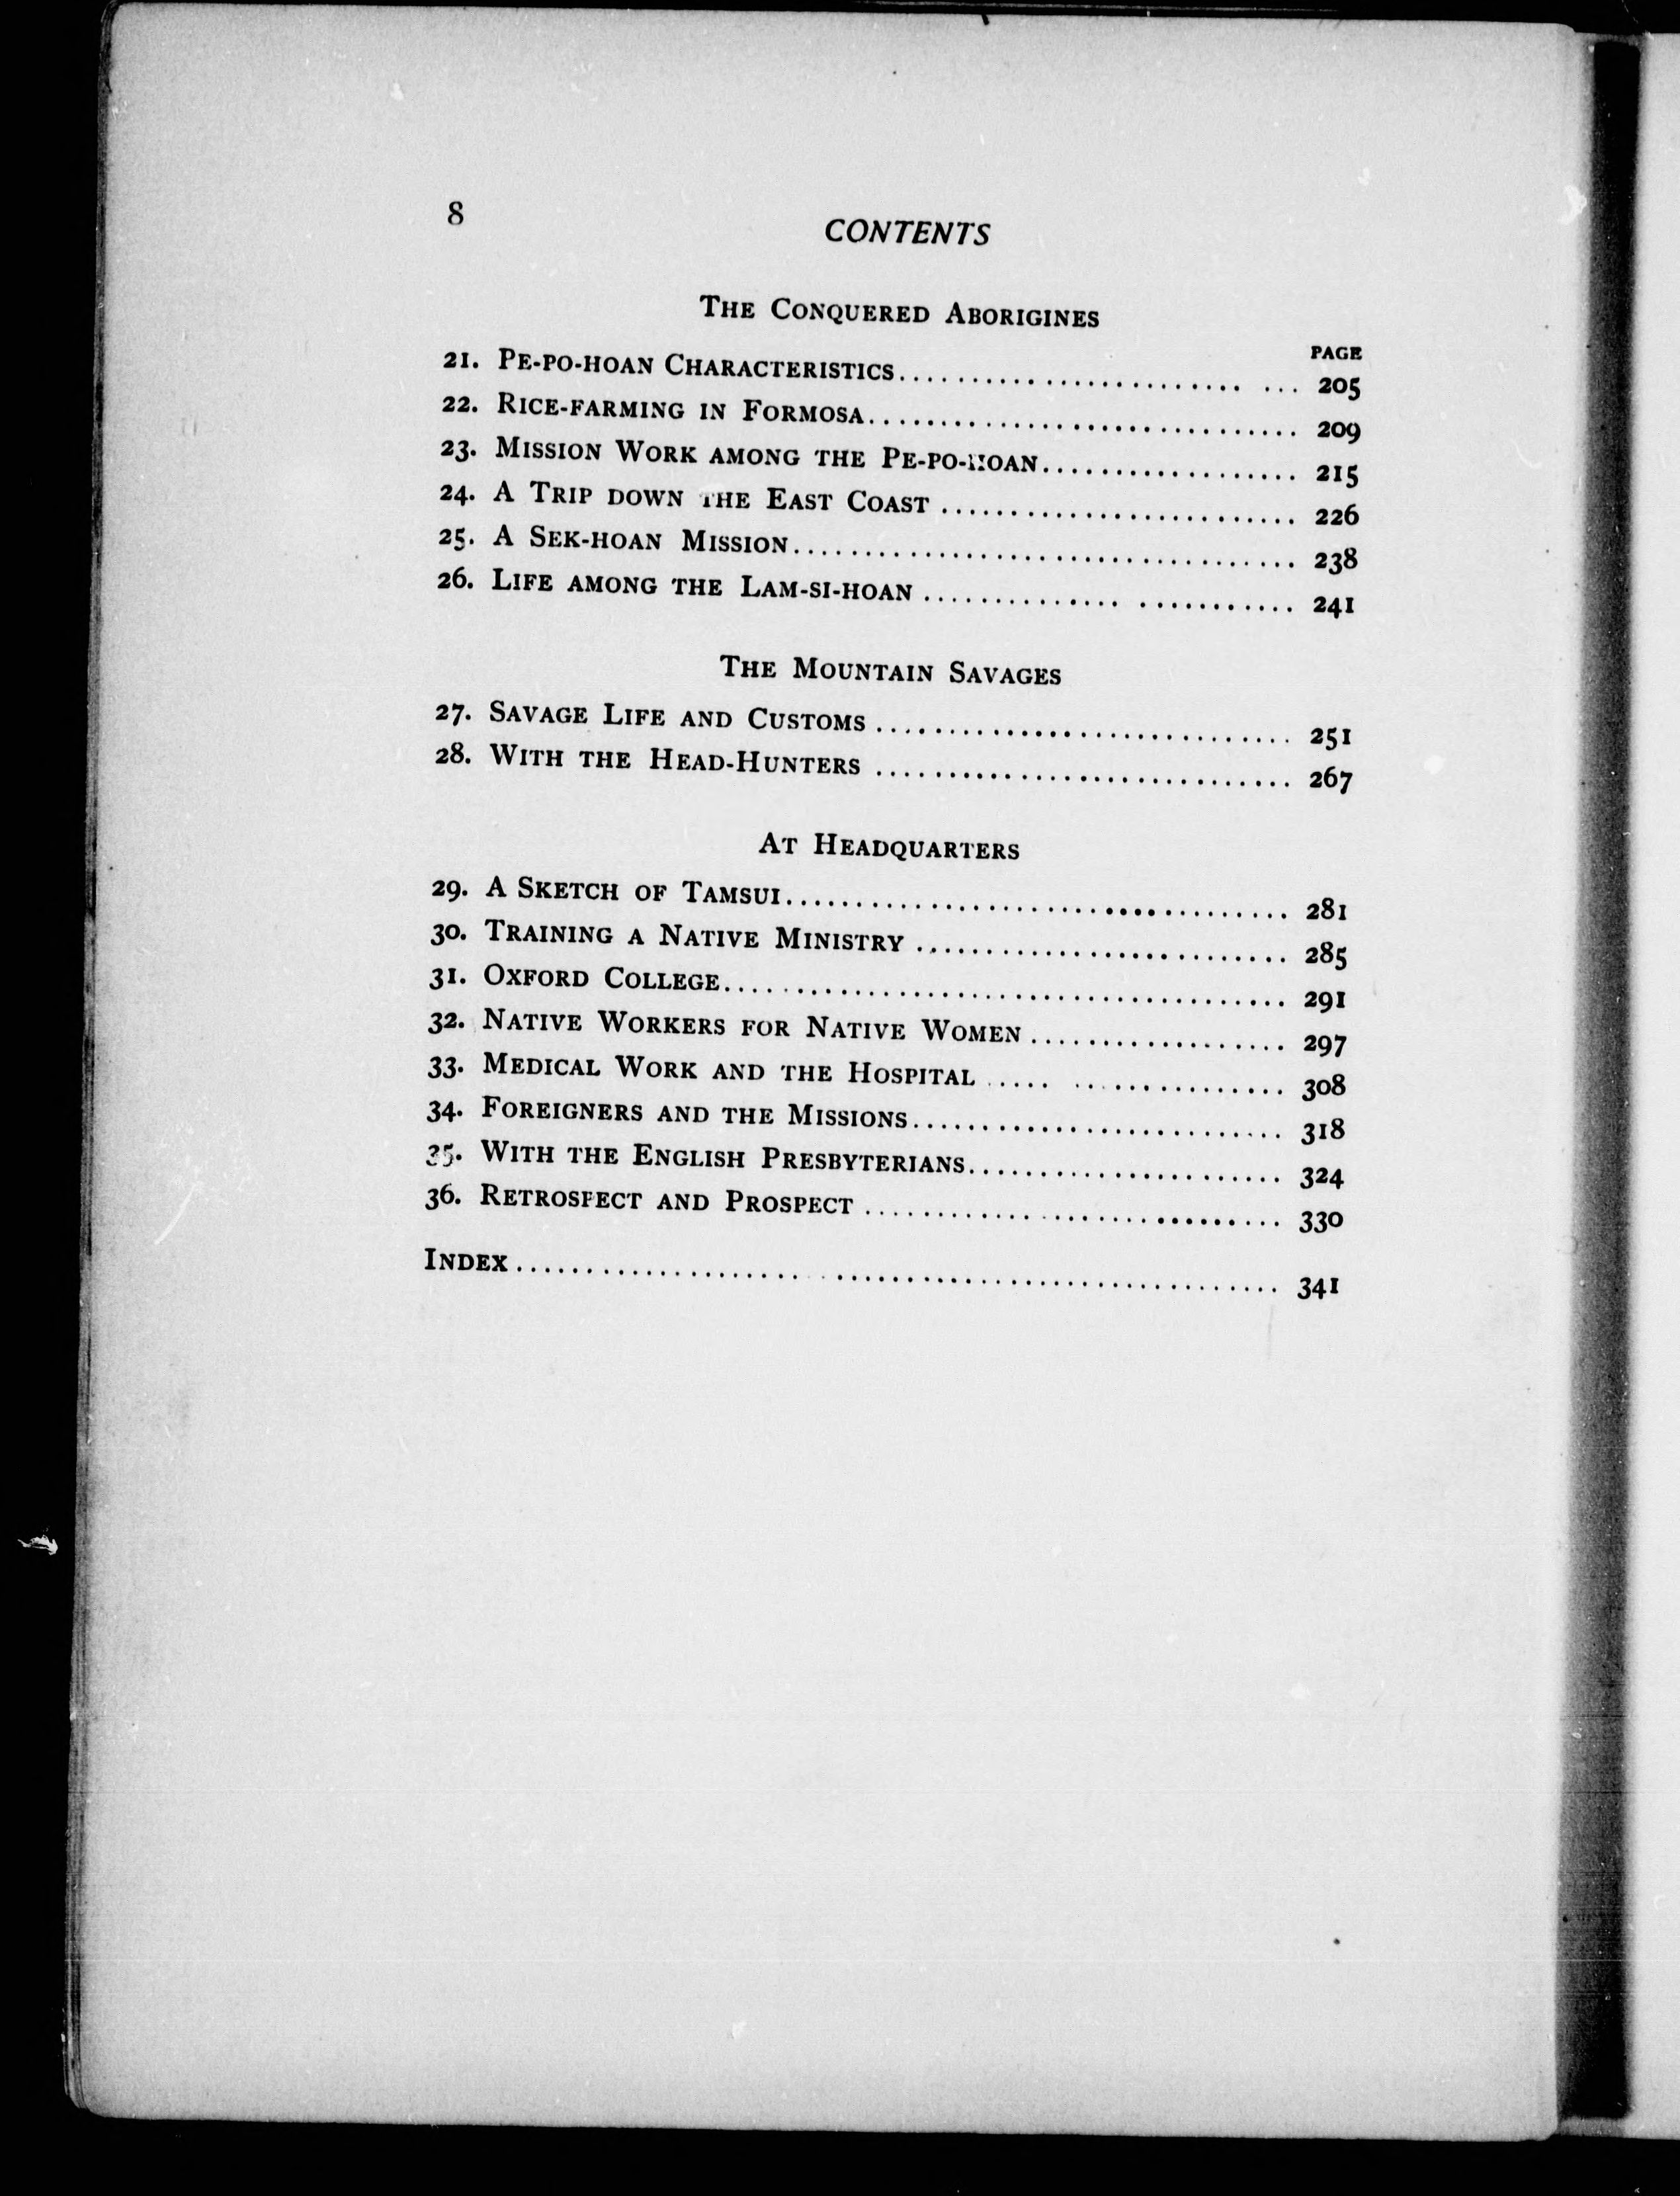 8
CONTENTS
THE CONQUERED ABORIGINES
PAGE
21. PE-PO-HOAN CHARACTERISTICS........................... ... 205
22. RICE-FARMING IN FORMOSA.............................. 209
23. MISSION WORK AMONG THE PE-PO-HOAN.................. 215
24. A TRIP DOWN THE EAST COAST ......................... 226
25. A SEK-HOAN MISSION................................... 238
26. LIFE AMONG THE LAM-SI-HOAN .............. ........... 241
THE MOUNTAIN SAVAGES
27. SAVAGE LIFE AND CUSTOMS ............................. 251
28. WITH THE HEAD-HUNTERS ............................. 267
AT HEADQUARTERS
29. A SKETCH OF TAMSUI................................... 281
30. TRAINING A NATIVE MINISTRY .......................... 285
31. OXFORD COLLEGE....................................... 291
32. NATIVE WORKERS FOR NATIVE WOMEN .................. 297
33. MEDICAL WORK AND THE HOSPITAL ..... ............... 308
34. FOREIGNERS AND THE MISSIONS.......................... 318
35. WITH THE ENGLISH PRESBYTERIANS...................... 324
36. RETROSPECT AND PROSPECT ............................. 330
INDEX..................................................... 341